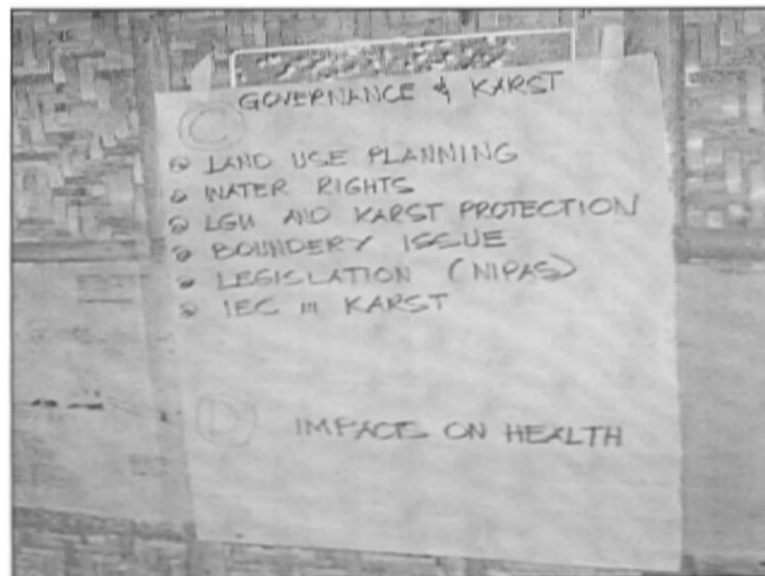 GOVERNANCE & KARST
C
LAND USE PLANNING
WATER RIGHTS
LGU AND KARST PROTECTION
BOUNDERY ISSUE
LEGISLATION (NIPAS)
IEC in KARST
D IMPACTS ON HEALTH